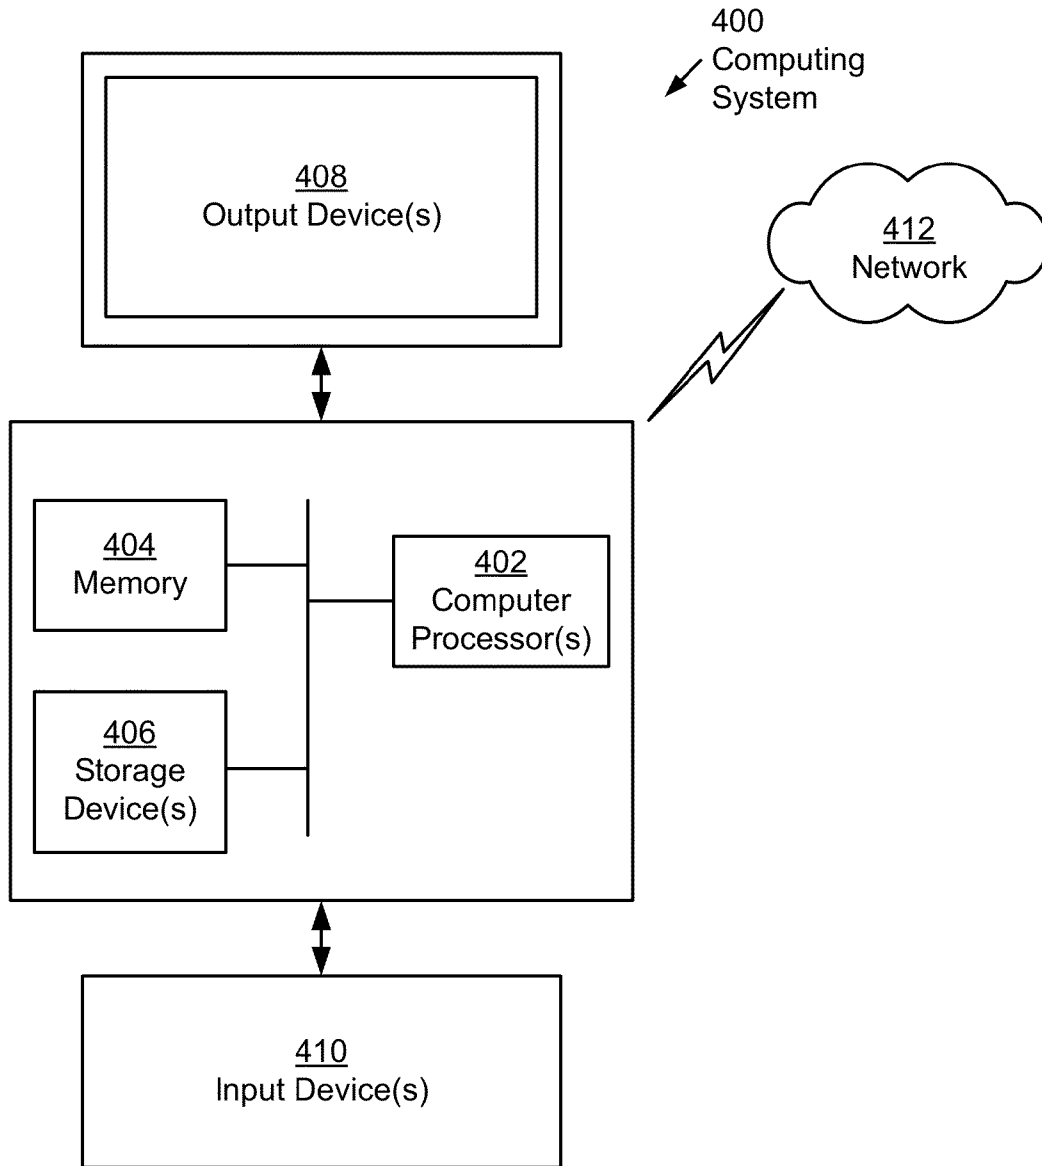 400
Computing
System
408
Output Device(s)
412
Network
404
Memory
402
Computer
Processor(s)
406
Storage
Device(s)
410
Input Device(s)